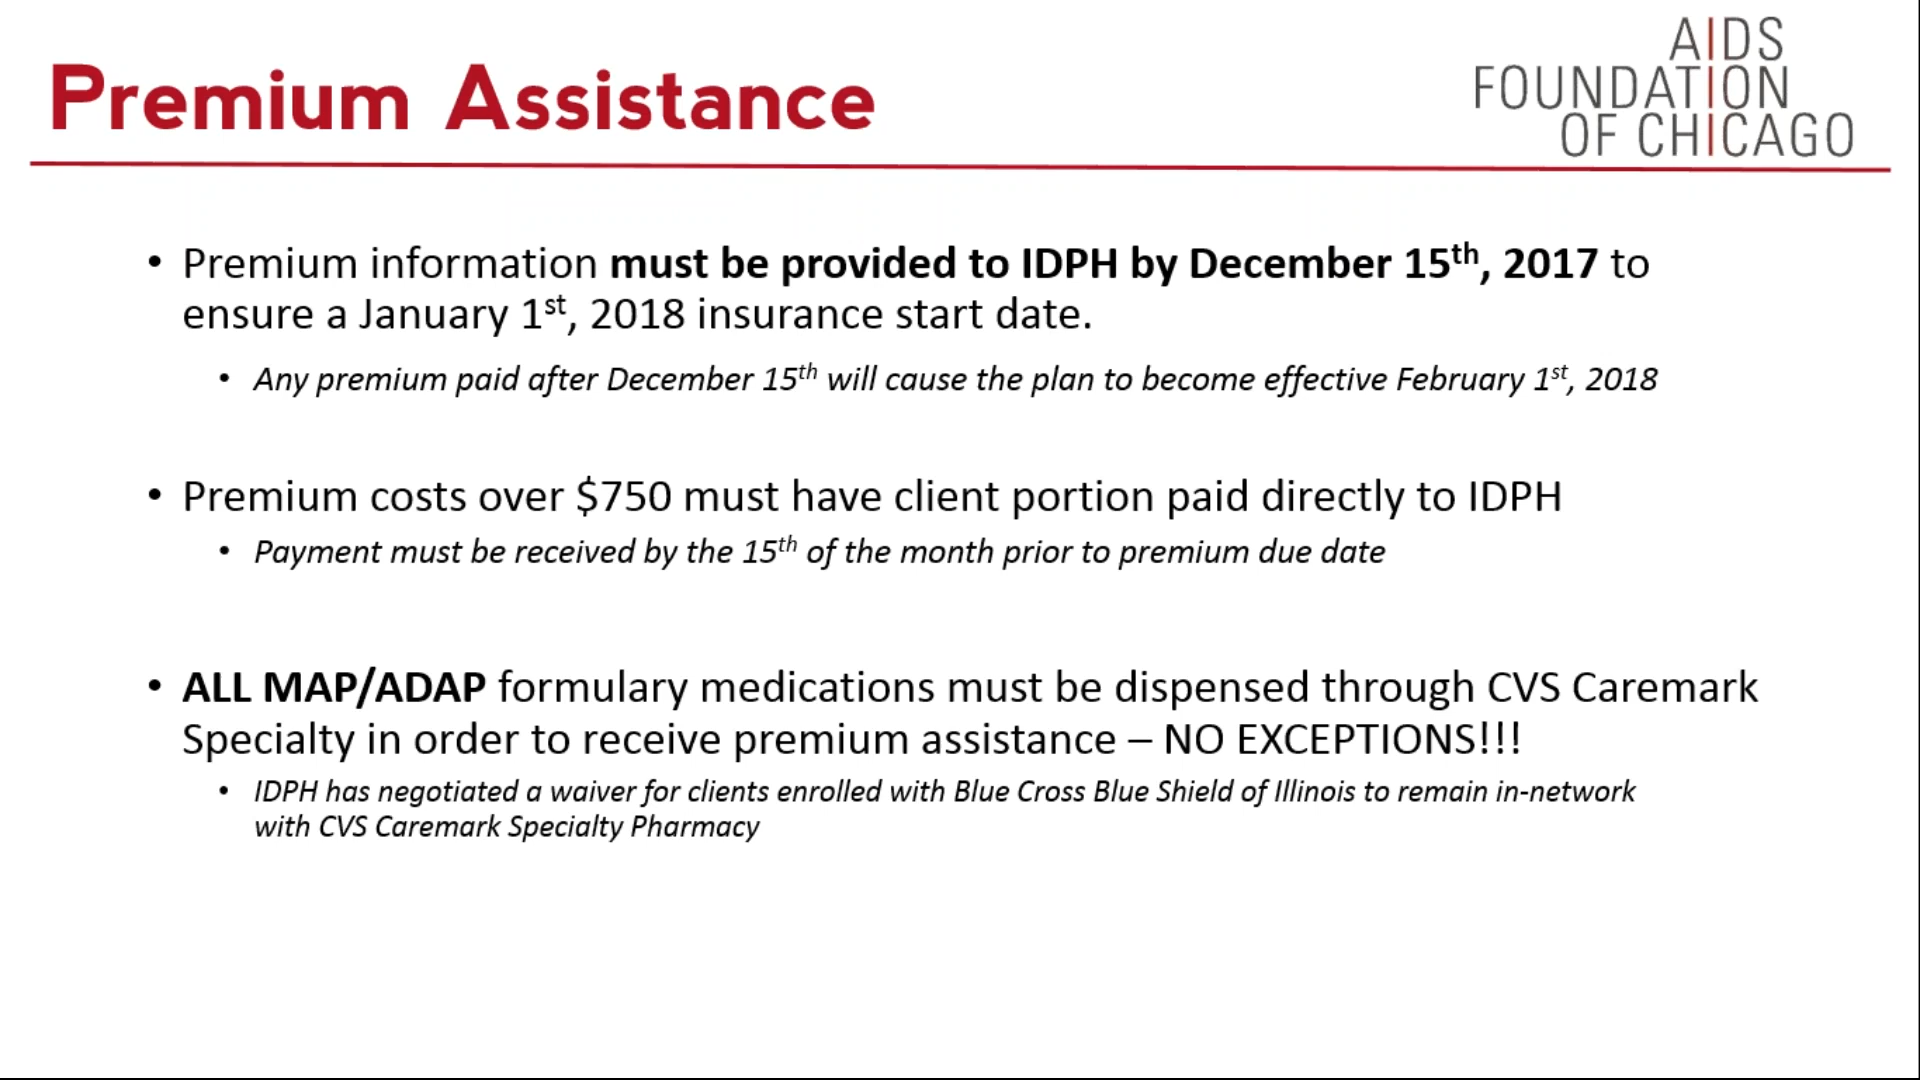 Premium Assistance
AIDS
FOUNDATION
OF CHICAGO
• Premium information must be provided to IDPH by December 15th, 2017 to
ensure a January 1st, 2018 insurance start date.
• Any premium paid after December 15th will cause the plan to become effective February 1st, 2018
• Premium costs over $750 must have client portion paid directly to IDPH
• Payment must be received by the 15th of the month prior to premium due date
• ALL MAP/ADAP formulary medications must be dispensed through CVS Caremark
Specialty in order to receive premium assistance – NO EXCEPTIONS!!!
• IDPH has negotiated a waiver for clients enrolled with Blue Cross Blue Shield of Illinois to remain in-network
with CVS Caremark Specialty Pharmacy